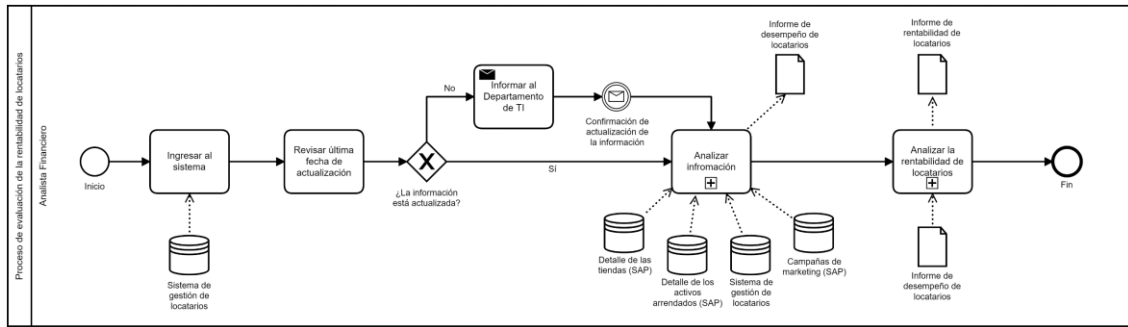 Proceso de evaluación de la rentabilidad de locatarios
Analista Financiero
Inicio
Ingresar al
sistema
Sistema de
gestión de
locatarios
Revisar última
fecha de
actualización
¿La información
está actualizada?
No
Sí
Informar al
Departamento
de TI
Confirmación de
actualización de
la información
Analizar
infromación
Informe de
desempeño de
locatarios
Detalle de las
tiendas (SAP)
Detalle de los
activos
arrendados (SAP)
Sistema de
gestión de
locatarios
Campañas de
marketing (SAP)
Informe de
rentabilidad de
locatarios
Analizar la
rentabilidad de
locatarios
Informe de
desempeño de
locatarios
Fin